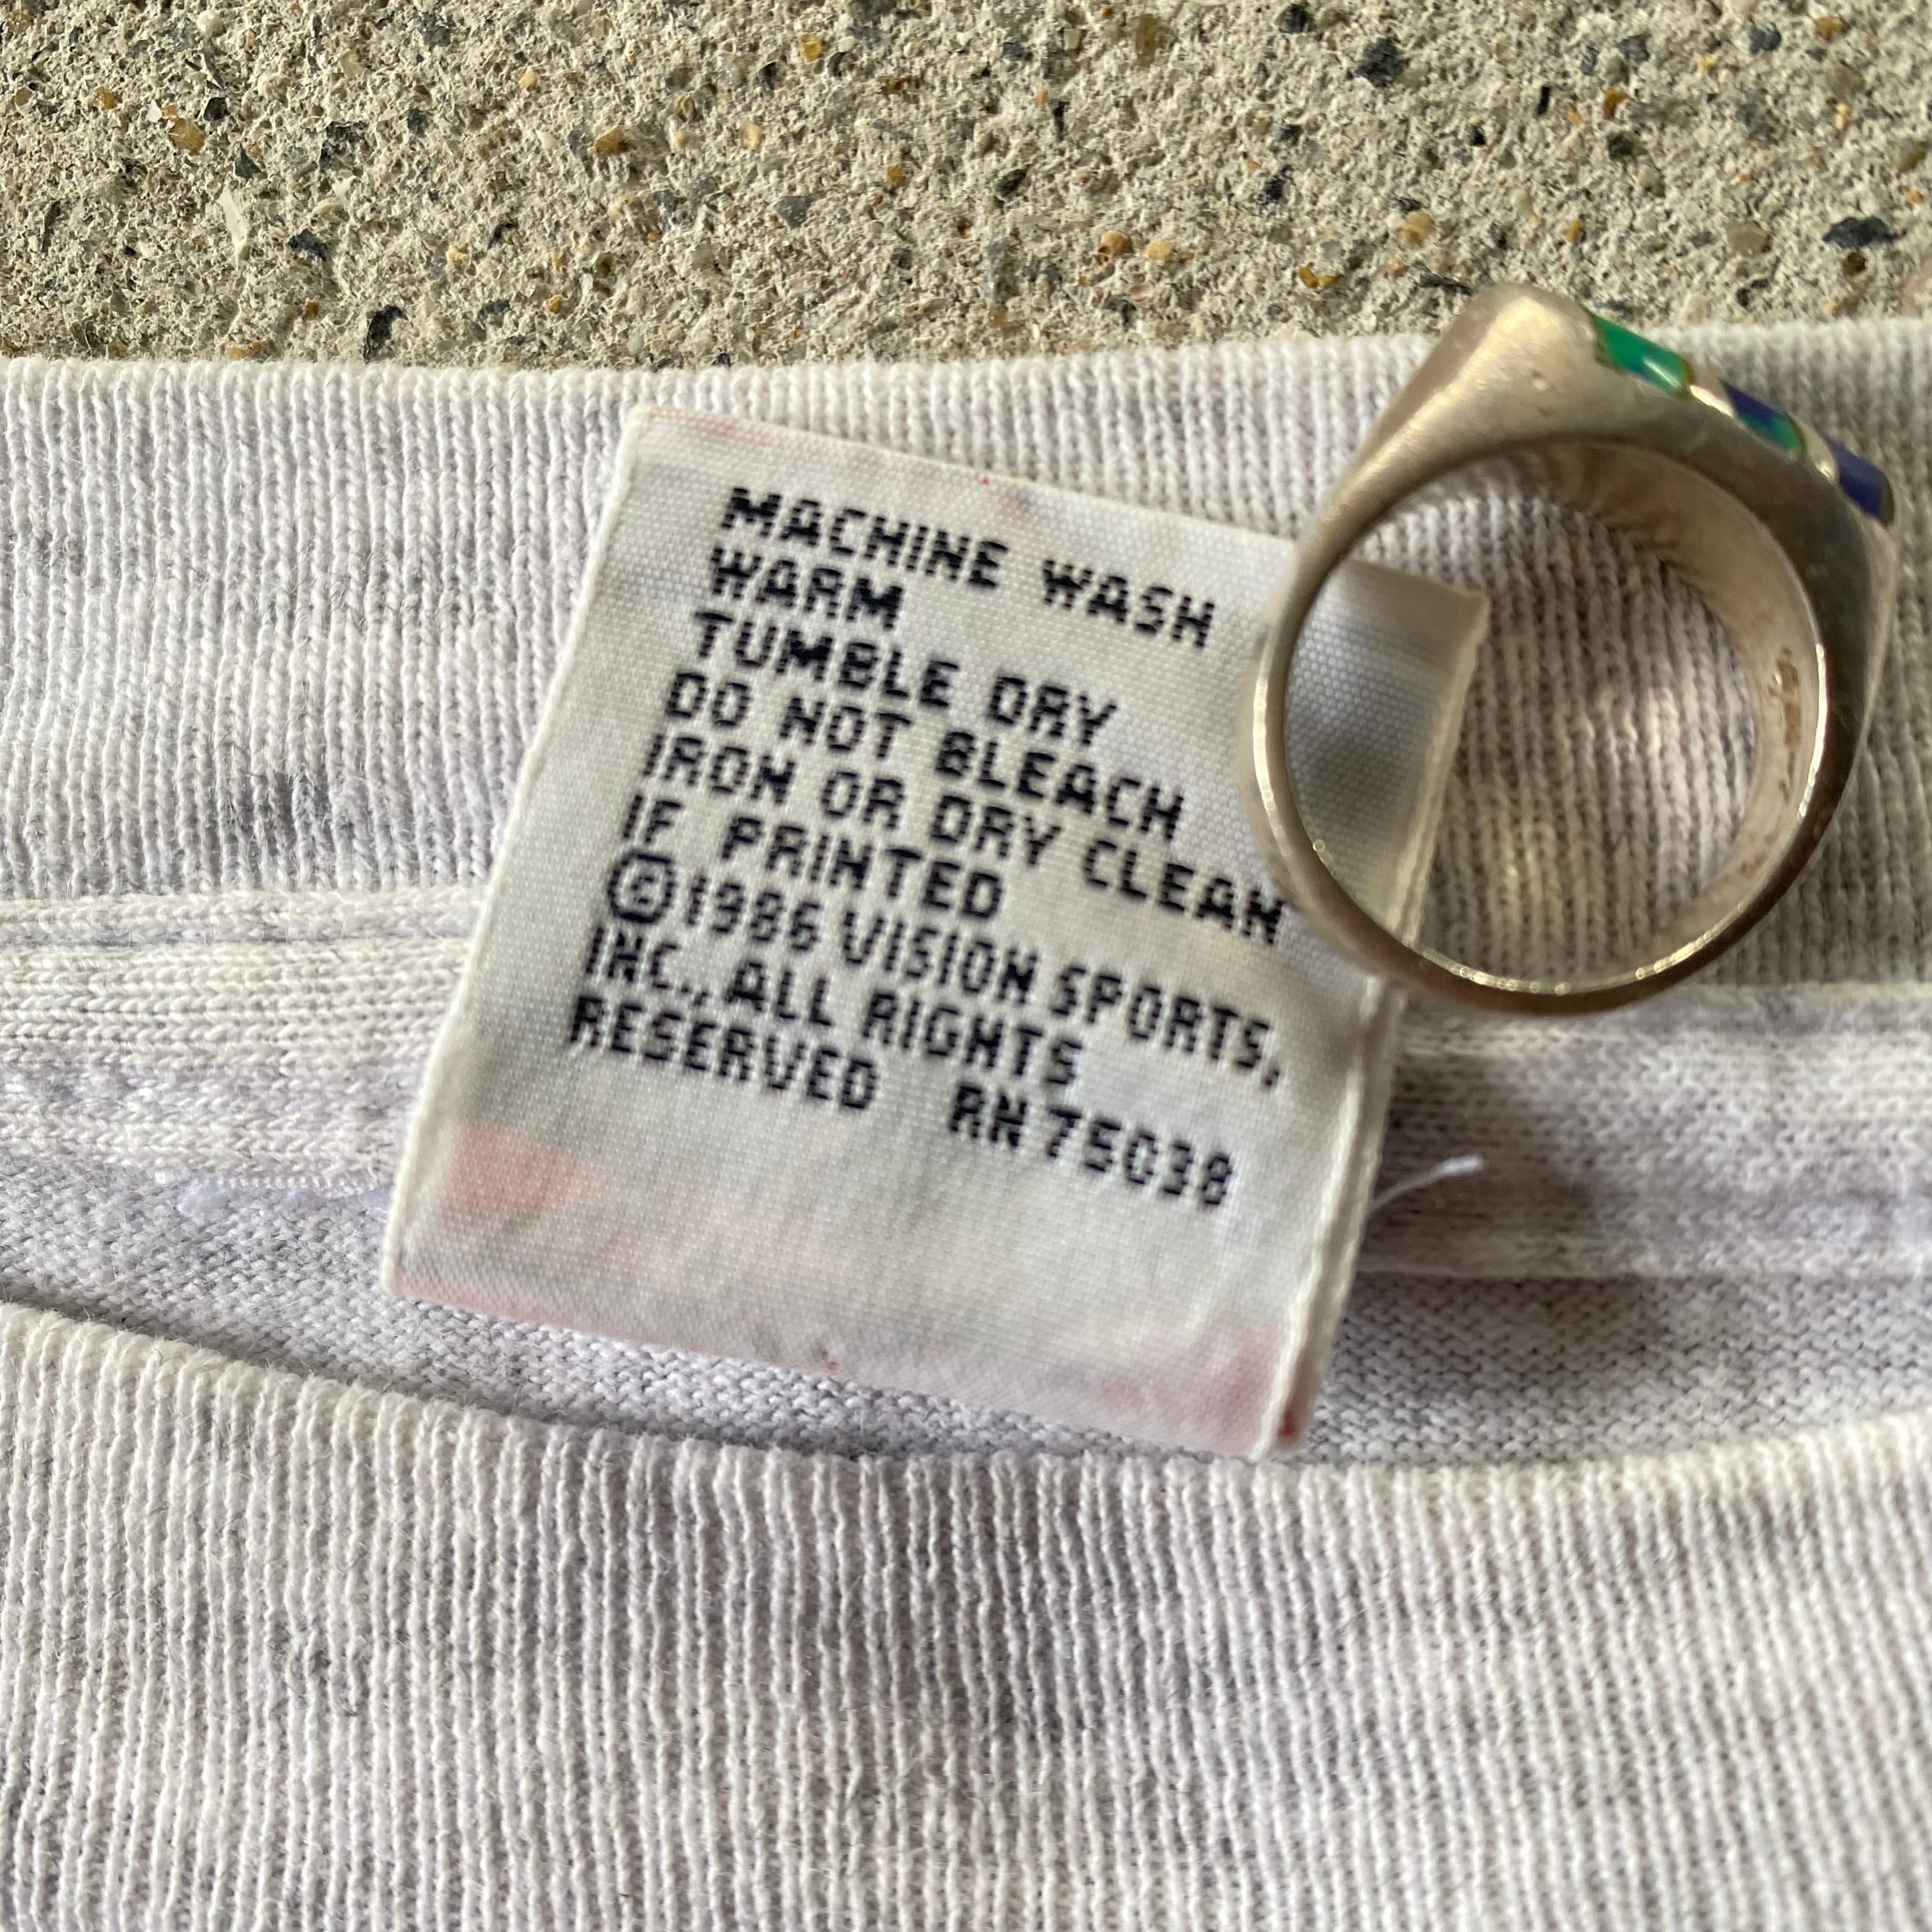 MACHINE WASH
WARM
TUMBLE DRY
DO NOT BLEACH
IRON OR DRY CLEAN
IF PRINTED
©1986 VISION SPORTS,
INC., ALL RIGHTS
RESERVED RN 75038